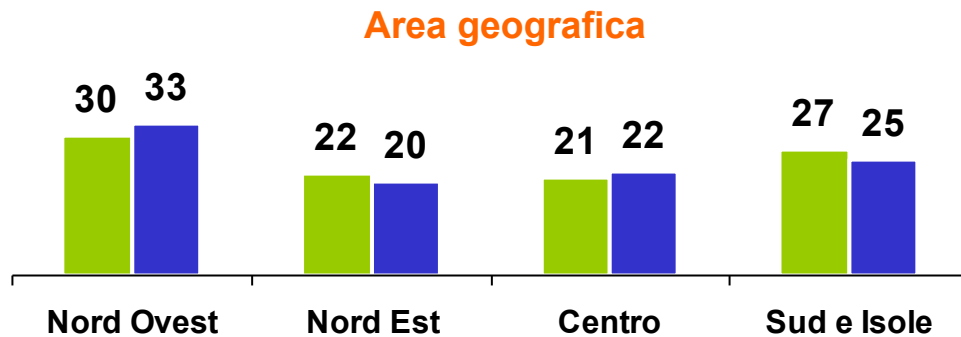 Area geografica
30 33 22 20 21 22 27 25
Nord Ovest Nord Est Centro Sud e Isole